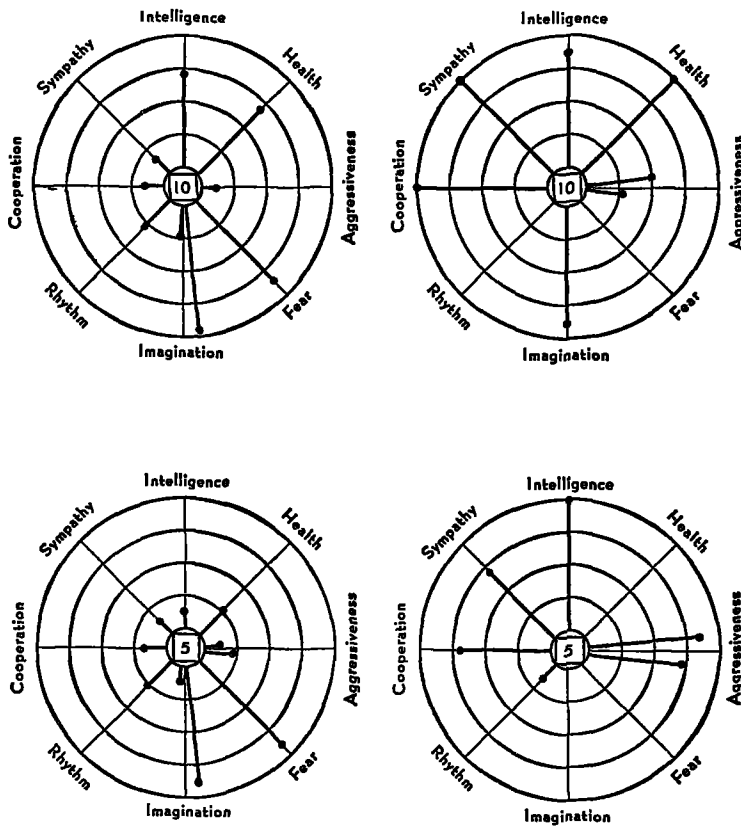 Intelligence
Sympathy
Health
Cooperation
10
Aggressiveness
Rhythm
Fear
Imagination
Intelligence
Sympathy
Health
Cooperation
10
Aggressiveness
Rhythm
Fear
Imagination
Intelligence
Sympathy
Health
Cooperation
5
Aggressiveness
Rhythm
Fear
Imagination
Intelligence
Sympathy
Health
Cooperation
5
Aggressiveness
Rhythm
Fear
Imagination